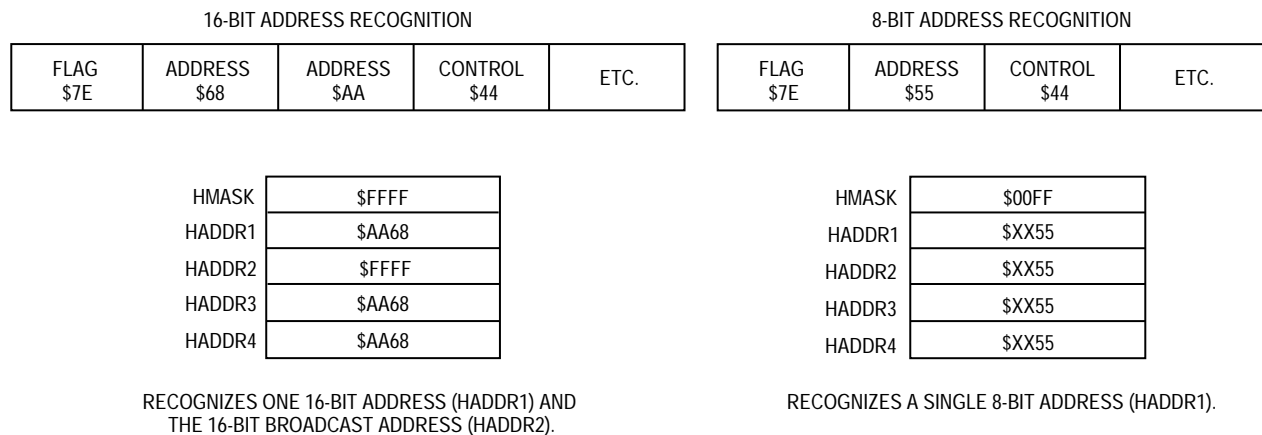 16-BIT ADDRESS RECOGNITION
FLAG
$7E
ADDRESS
$68
ADDRESS
$AA
CONTROL
$44
ETC.
HMASK $FFFF
HADDR1 $AA68
HADDR2 $FFFF
HADDR3 $AA68
HADDR4 $AA68
RECOGNIZES ONE 16-BIT ADDRESS (HADDR1) AND
THE 16-BIT BROADCAST ADDRESS (HADDR2).
8-BIT ADDRESS RECOGNITION
FLAG
$7E
ADDRESS
$55
CONTROL
$44
ETC.
HMASK $00FF
HADDR1 $XX55
HADDR2 $XX55
HADDR3 $XX55
HADDR4 $XX55
RECOGNIZES A SINGLE 8-BIT ADDRESS (HADDR1).